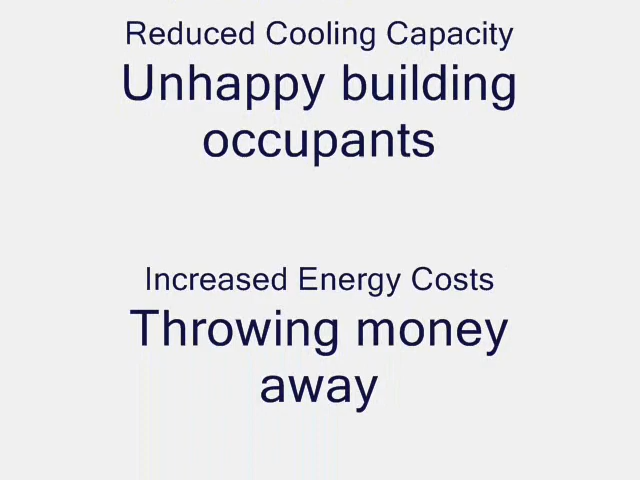 Reduced Cooling Capacity
Unhappy building
occupants
Increased Energy Costs
Throwing money
away